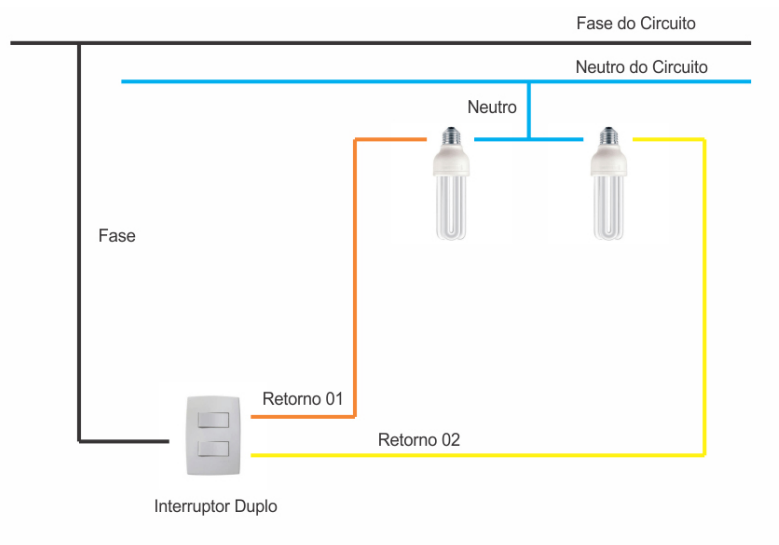 Fase do Circuito
Neutro do Circuito
Neutro
Fase
Retorno 01
Retorno 02
Interruptor Duplo